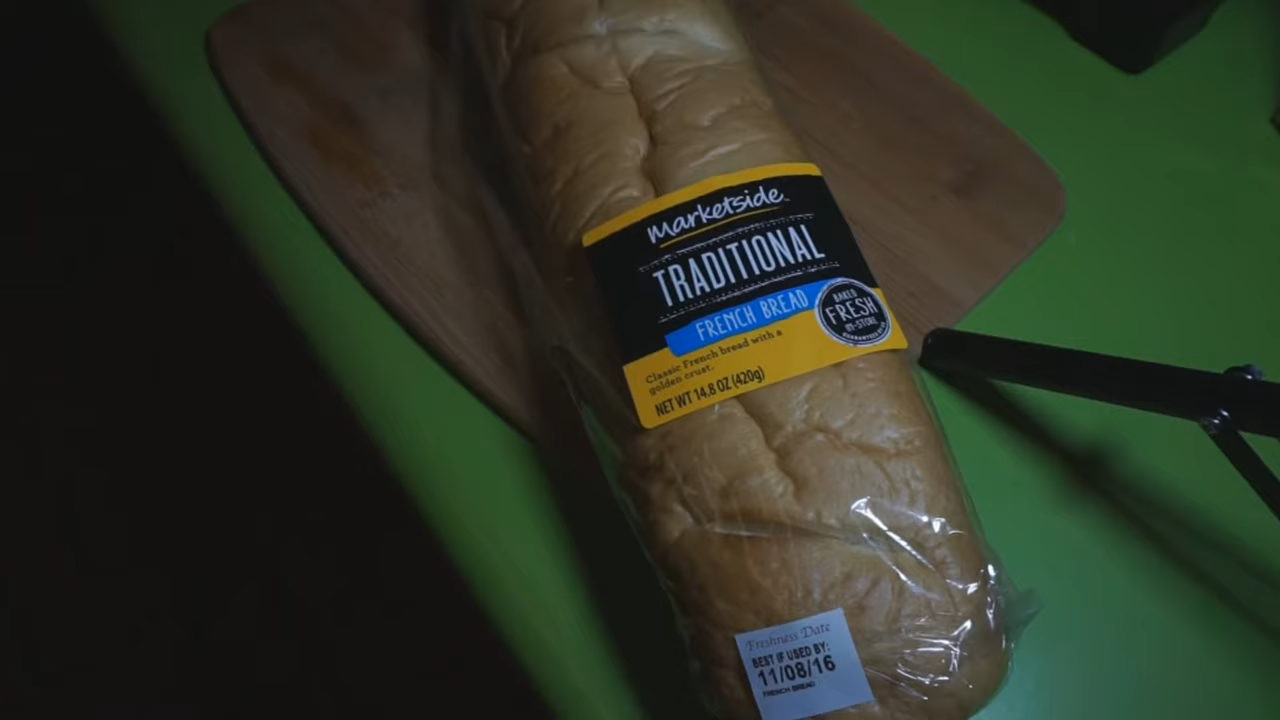 marketside™
TRADITIONAL
FRENCH BREAD
BAKED
FRESH
IN-STORE
Classic French bread with a
golden crust.
NET WT 14.8 OZ (420g)
Freshness Date
BEST IF USED BY:
11/08/16
FRENCH BREAD